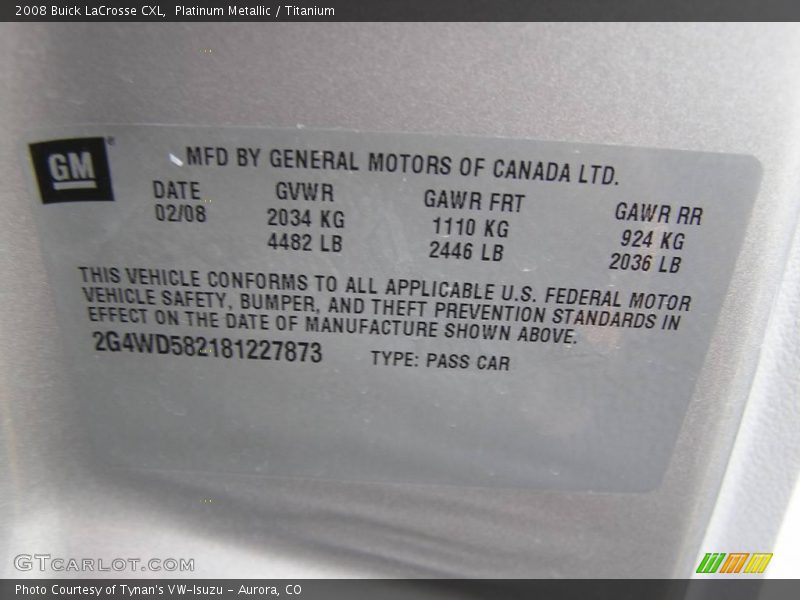 2008 Buick LaCrosse CXL, Platinum Metallic / Titanium
GM®
MFD BY GENERAL MOTORS OF CANADA LTD.
DATE GVWR GAWR FRT GAWR RR
02/08 2034 KG 1110 KG 924 KG
4482 LB 2446 LB 2036 LB
THIS VEHICLE CONFORMS TO ALL APPLICABLE U.S. FEDERAL MOTOR
VEHICLE SAFETY, BUMPER, AND THEFT PREVENTION STANDARDS IN
EFFECT ON THE DATE OF MANUFACTURE SHOWN ABOVE.
2G4WD582181227873 TYPE: PASS CAR
GTCARLOT.COM
Photo Courtesy of Tynan's VW-Isuzu - Aurora, CO